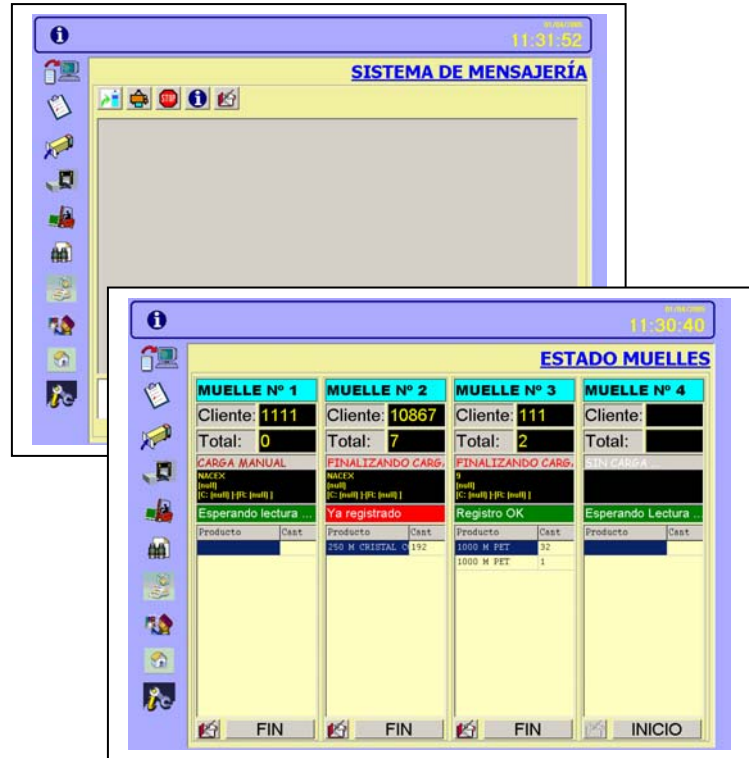 11:31:52
SISTEMA DE MENSAJERÍA
STOP
11:30:40
ESTADO MUELLES
MUELLE Nº 1 MUELLE Nº 2 MUELLE Nº 3 MUELLE Nº 4
Cliente: 1111 Cliente: 10867 Cliente: 111 Cliente:
Total: 0 Total: 7 Total: 2 Total:
CARGA MANUAL FINALIZANDO CARG. FINALIZANDO CARG. SIN CARGA
NACEX NACEX 9
[null] [null] [null]
[C: [null] ]-[R: [null] ] [C: [null] ]-[R: [null] ] [C: [null] ]-[R: [null] ]
Esperando lectura ... Ya registrado Registro OK Esperando Lectura ...
Producto Cant Producto Cant Producto Cant Producto Cant
250 M CRISTAL C 192 1000 M PET 32
1000 M PET 1
FIN FIN FIN INICIO